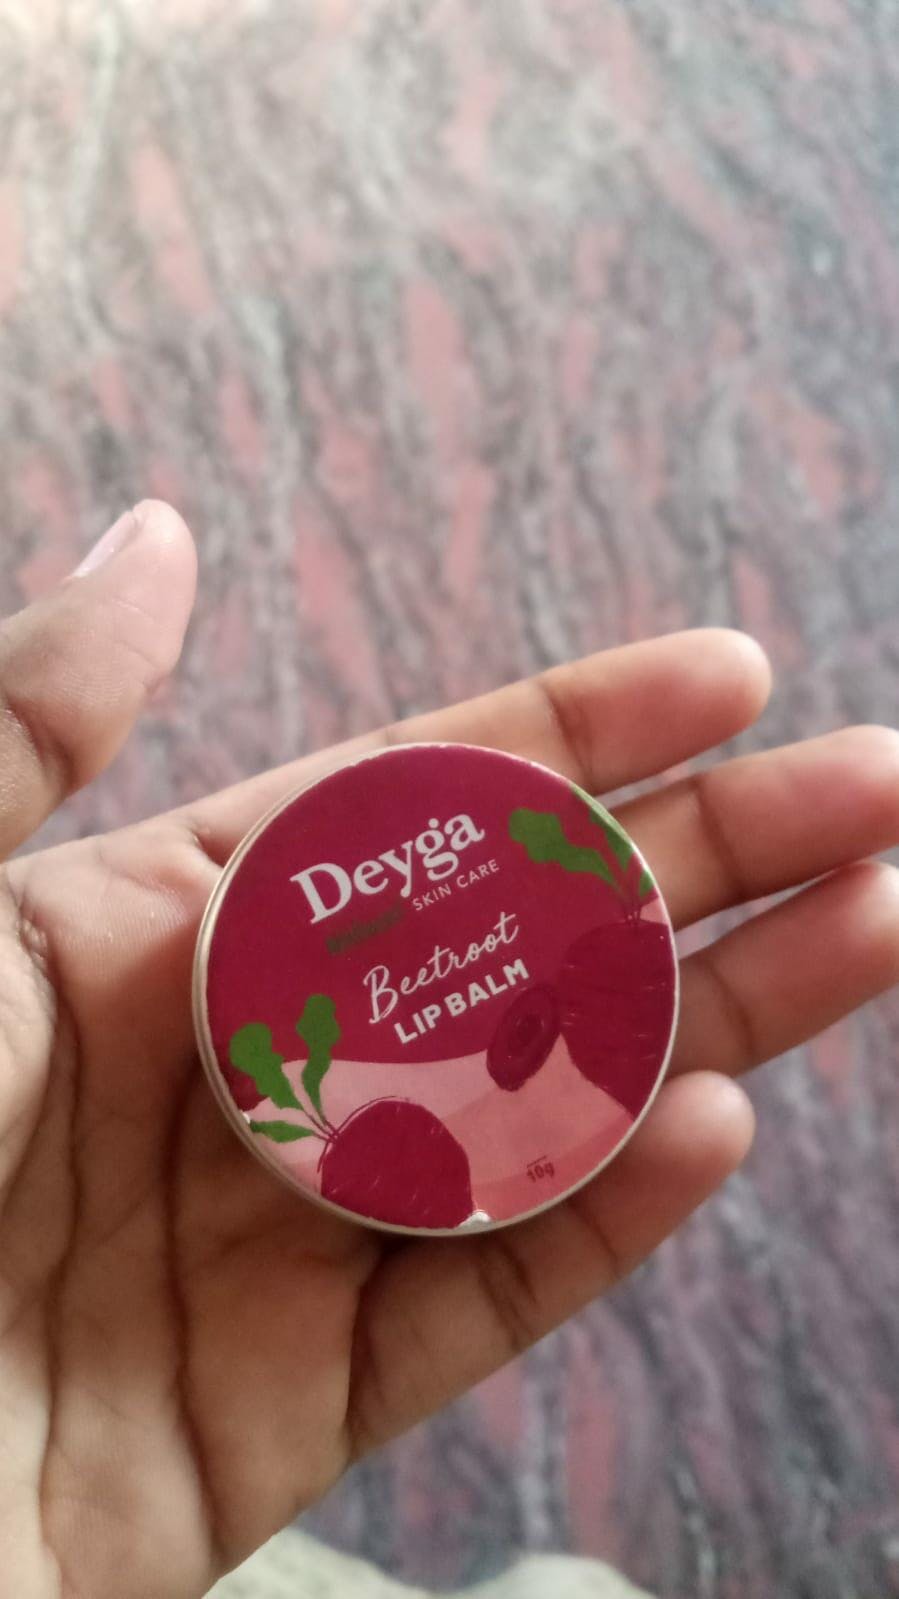 Deyga
SKIN CARE
Beetroot
LIP BALM
10g